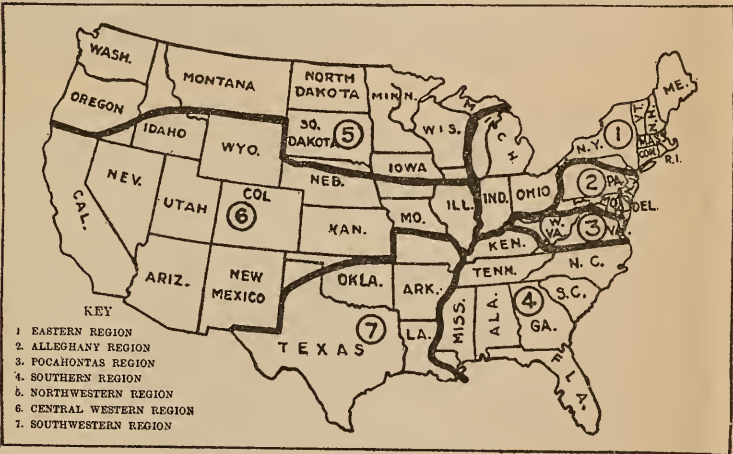 WASH.
MONTANA
NORTH
DAKOTA
MINN.
OREGON
IDAHO
SO.
DAKOTA
5
WIS.
MICH.
ME.
VT.
N.H.
1
N.Y.
MASS
CON.
R.I.
WYO.
IOWA
NEB.
NEV.
UTAH
COL
6
CAL.
ILL.
IND.
OHIO
2
PA.
DEL.
W.
VA.
3
VA.
KAN.
MO.
KEN.
ARIZ.
NEW
MEXICO
OKLA.
ARK.
TENN.
N. C.
S.C.
MISS.
ALA.
4
GA.
LA.
7
TEXAS
FLA.
KEY
1 EASTERN REGION
2. ALLEGHANY REGION
3. POCAHONTAS REGION
4. SOUTHERN REGION
5. NORTHWESTERN REGION
6. CENTRAL WESTERN REGION
7. SOUTHWESTERN REGION